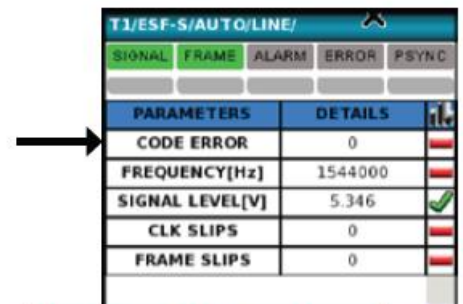 T1/ESF-S/AUTO/LINE/
SIGNAL FRAME ALARM ERROR PSYNC
PARAMETERS DETAILS
CODE ERROR 0
FREQUENCY[Hz] 1544000
SIGNAL LEVEL[V] 5.346
CLK SLIPS 0
FRAME SLIPS 0